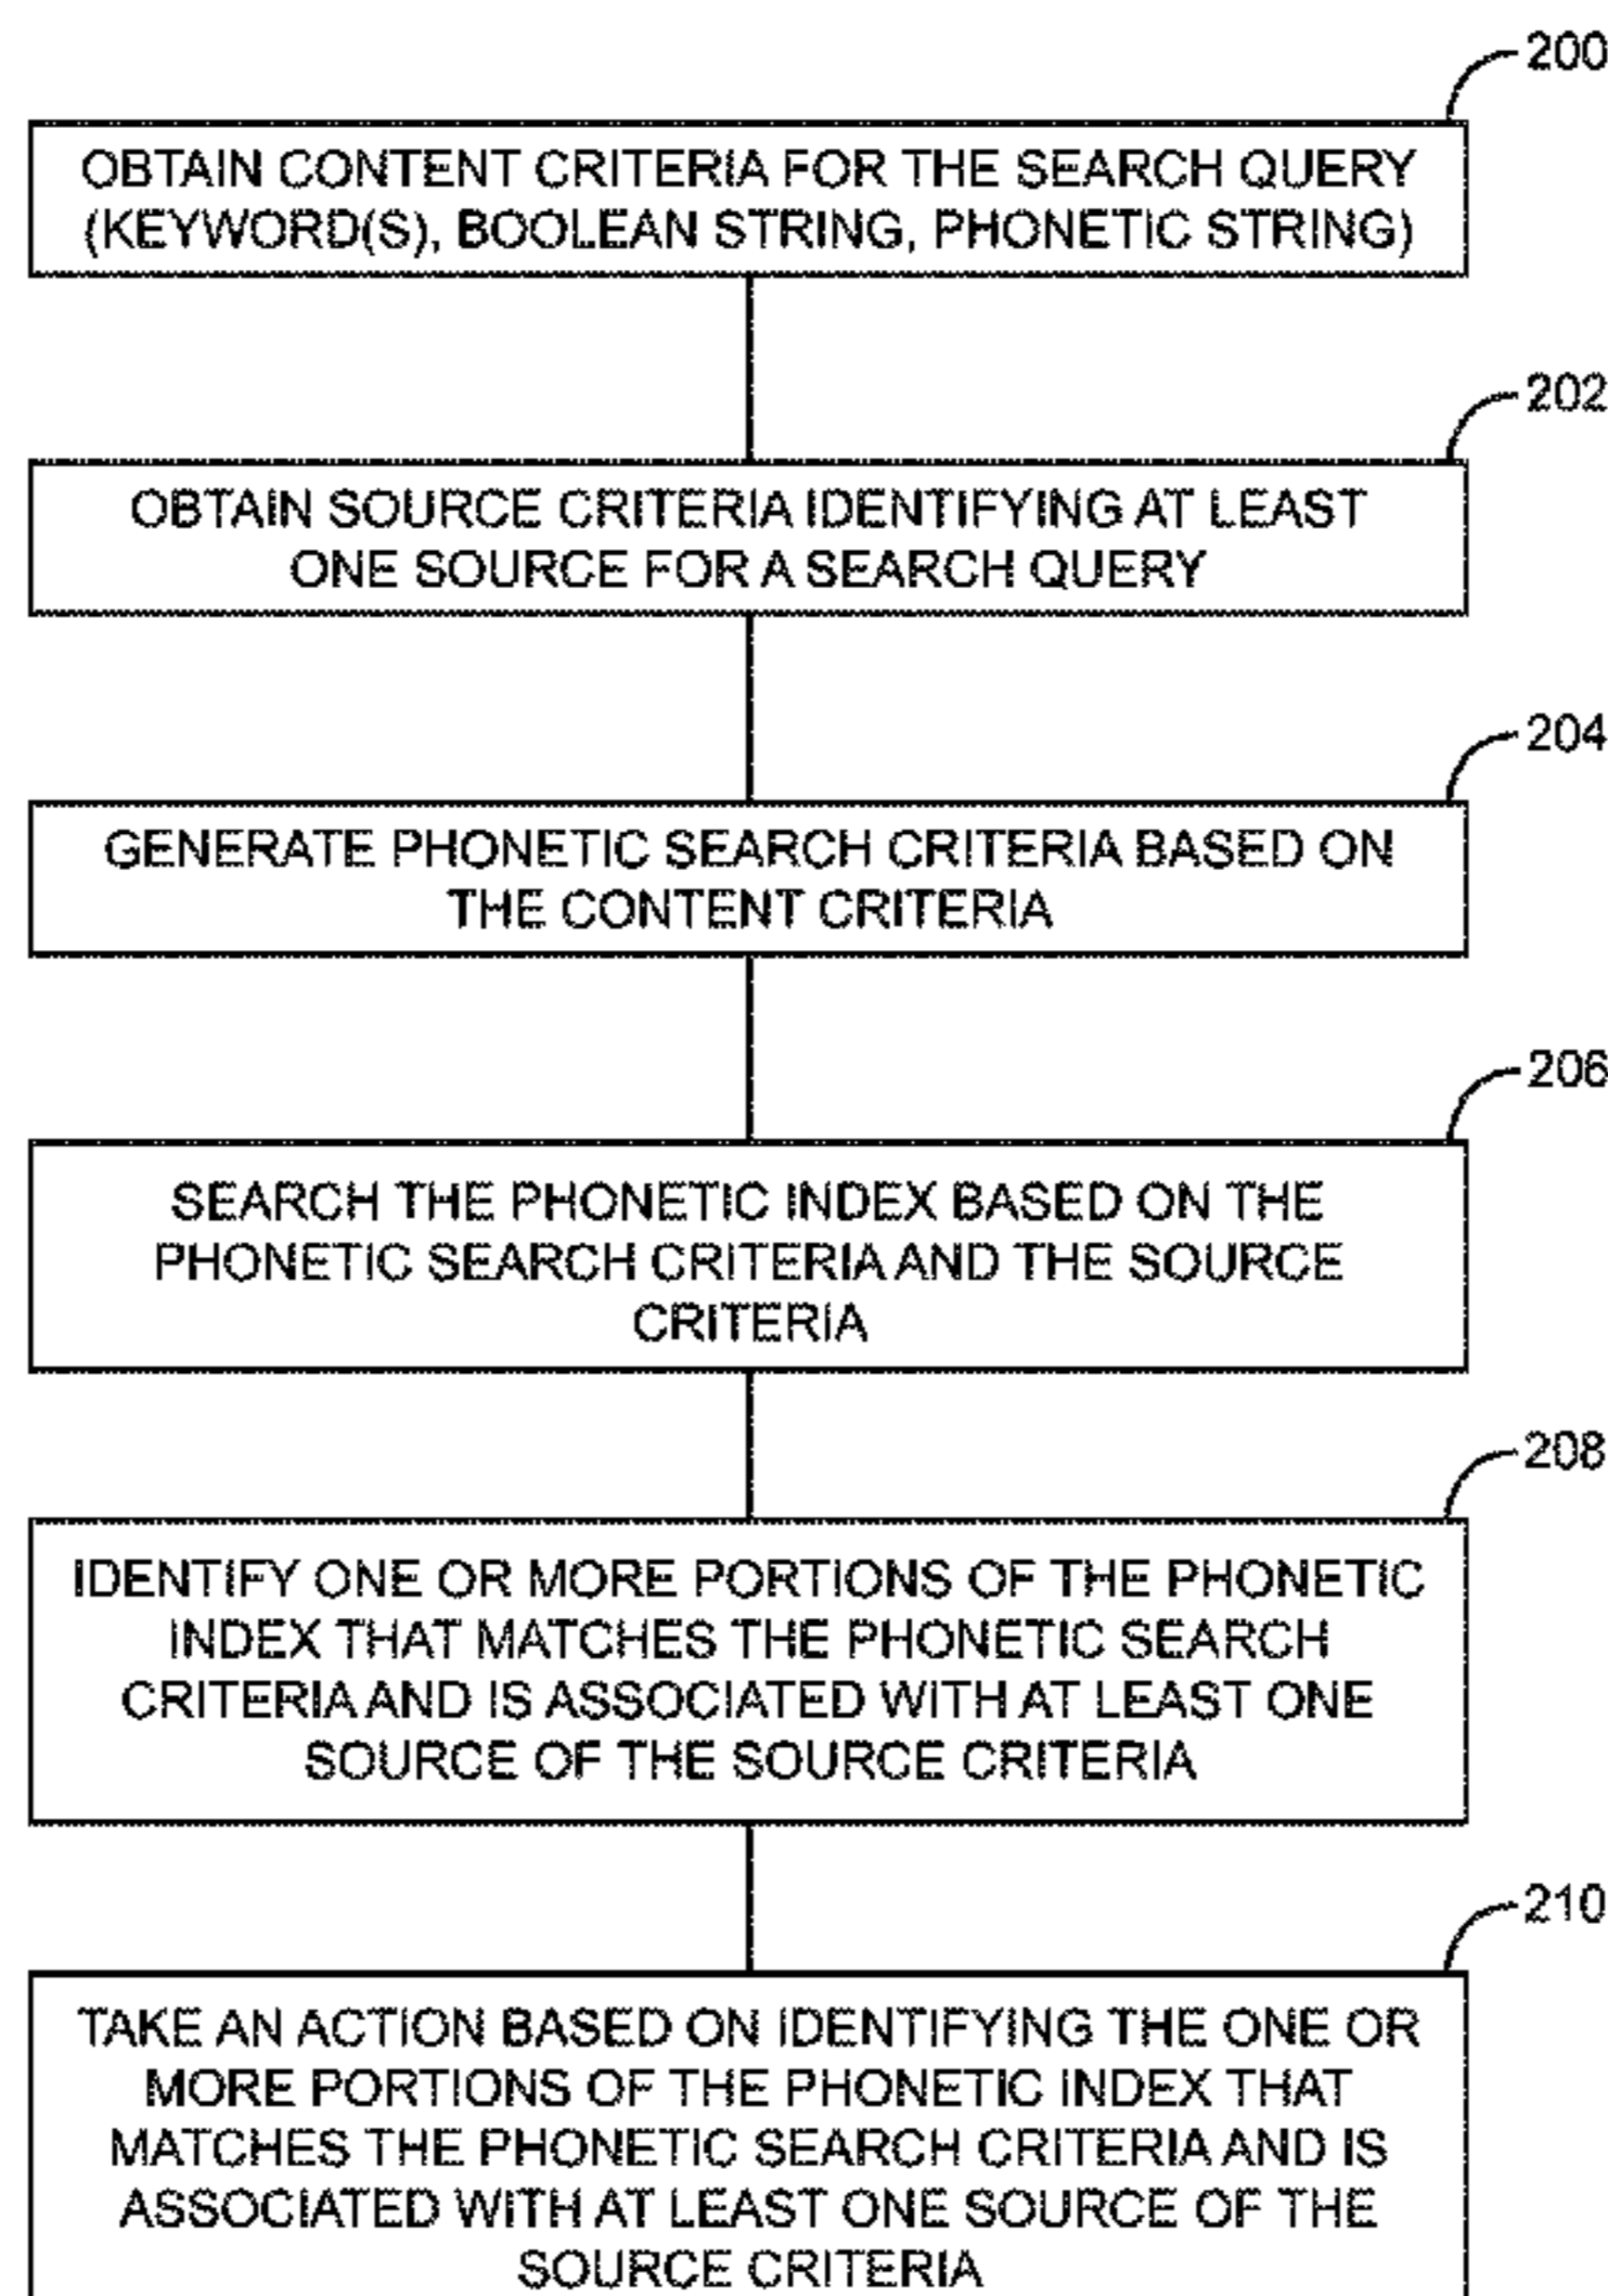 200
OBTAIN CONTENT CRITERIA FOR THE SEARCH QUERY
(KEYWORD(S), BOOLEAN STRING, PHONETIC STRING)
202
OBTAIN SOURCE CRITERIA IDENTIFYING AT LEAST
ONE SOURCE FOR A SEARCH QUERY
204
GENERATE PHONETIC SEARCH CRITERIA BASED ON
THE CONTENT CRITERIA
206
SEARCH THE PHONETIC INDEX BASED ON THE
PHONETIC SEARCH CRITERIA AND THE SOURCE
CRITERIA
208
IDENTIFY ONE OR MORE PORTIONS OF THE PHONETIC
INDEX THAT MATCHES THE PHONETIC SEARCH
CRITERIA AND IS ASSOCIATED WITH AT LEAST ONE
SOURCE OF THE SOURCE CRITERIA
210
TAKE AN ACTION BASED ON IDENTIFYING THE ONE OR
MORE PORTIONS OF THE PHONETIC INDEX THAT
MATCHES THE PHONETIC SEARCH CRITERIA AND IS
ASSOCIATED WITH AT LEAST ONE SOURCE OF THE
SOURCE CRITERIA